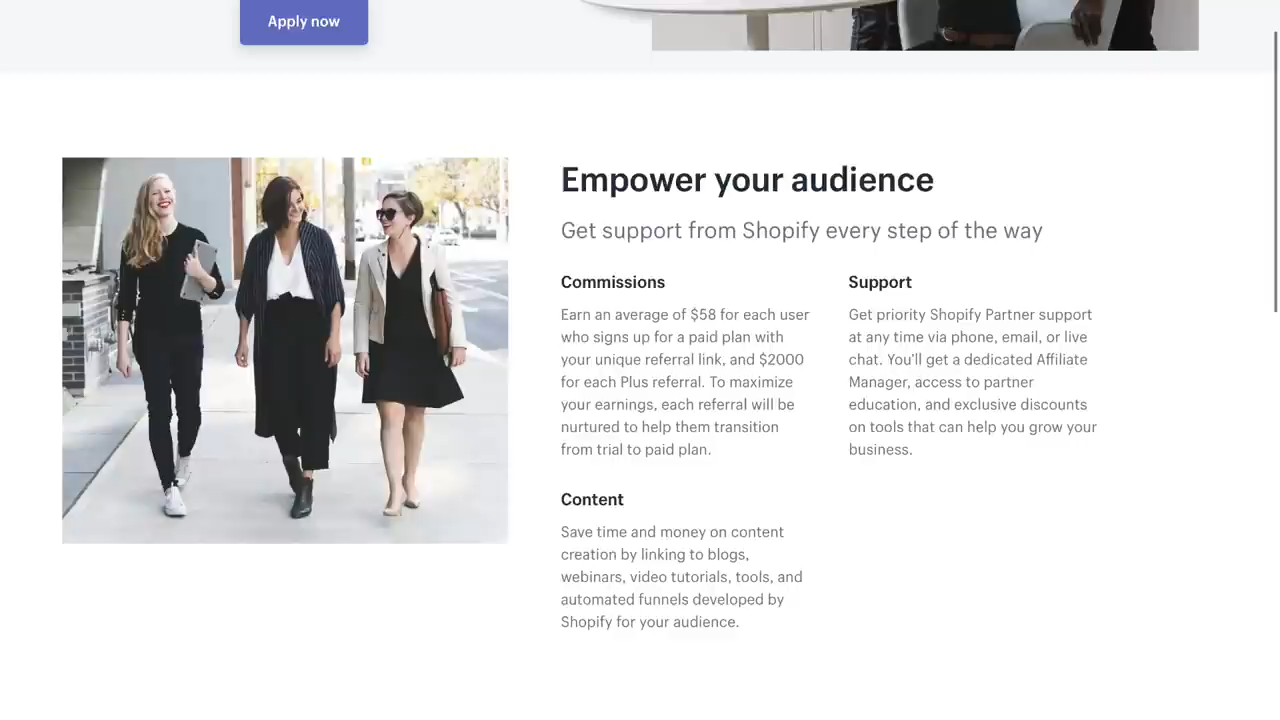 Apply now
Empower your audience
Get support from Shopify every step of the way
Commissions
Earn an average of $58 for each user
who signs up for a paid plan with
your unique referral link, and $2000
for each Plus referral. To maximize
your earnings, each referral will be
nurtured to help them transition
from trial to paid plan.
Support
Get priority Shopify Partner support
at any time via phone, email, or live
chat. You'll get a dedicated Affiliate
Manager, access to partner
education, and exclusive discounts
on tools that can help you grow your
business.
Content
Save time and money on content
creation by linking to blogs,
webinars, video tutorials, tools, and
automated funnels developed by
Shopify for your audience.